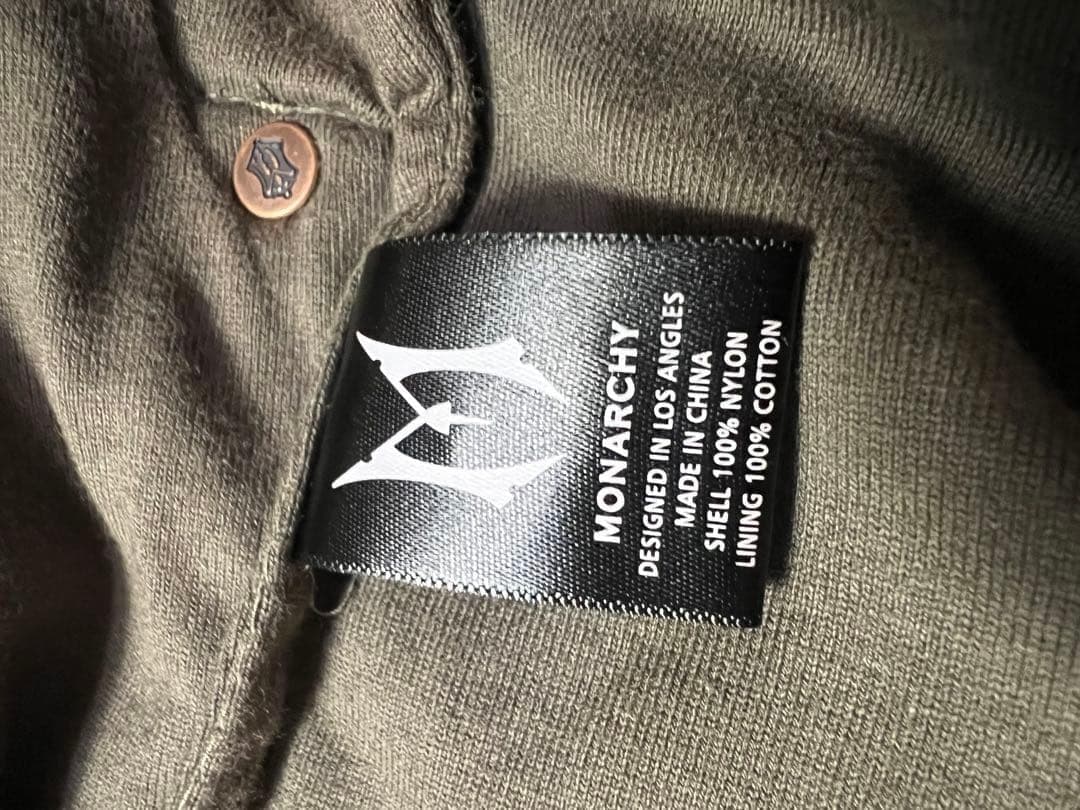 MONARCHY
DESIGNED IN LOS ANGLES
MADE IN CHINA
SHELL 100% NYLON
LINING 100% COTTON